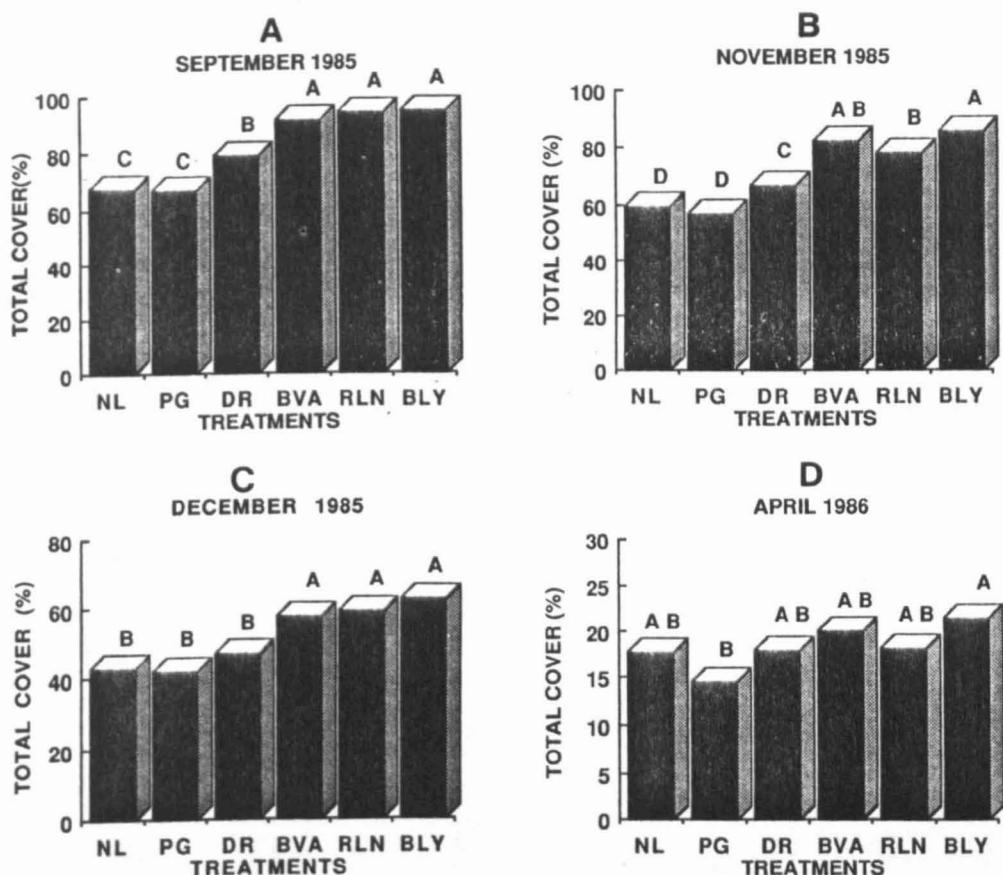 A
SEPTEMBER 1985
TOTAL COVER(%)
100
80
60
40
20
0
C C B A A A
NL PG DR BVA RLN BLY
TREATMENTS
B
NOVEMBER 1985
TOTAL COVER (%)
100
80
60
40
20
0
D D C A B B A
NL PG DR BVA RLN BLY
TREATMENTS
C
DECEMBER 1985
TOTAL COVER (%)
80
60
40
20
0
B B B A A A
NL PG DR BVA RLN BLY
TREATMENTS
D
APRIL 1986
TOTAL COVER (%)
30
25
20
15
10
5
0
A B B A B A B A B A
NL PG DR BVA RLN BLY
TREATMENTS